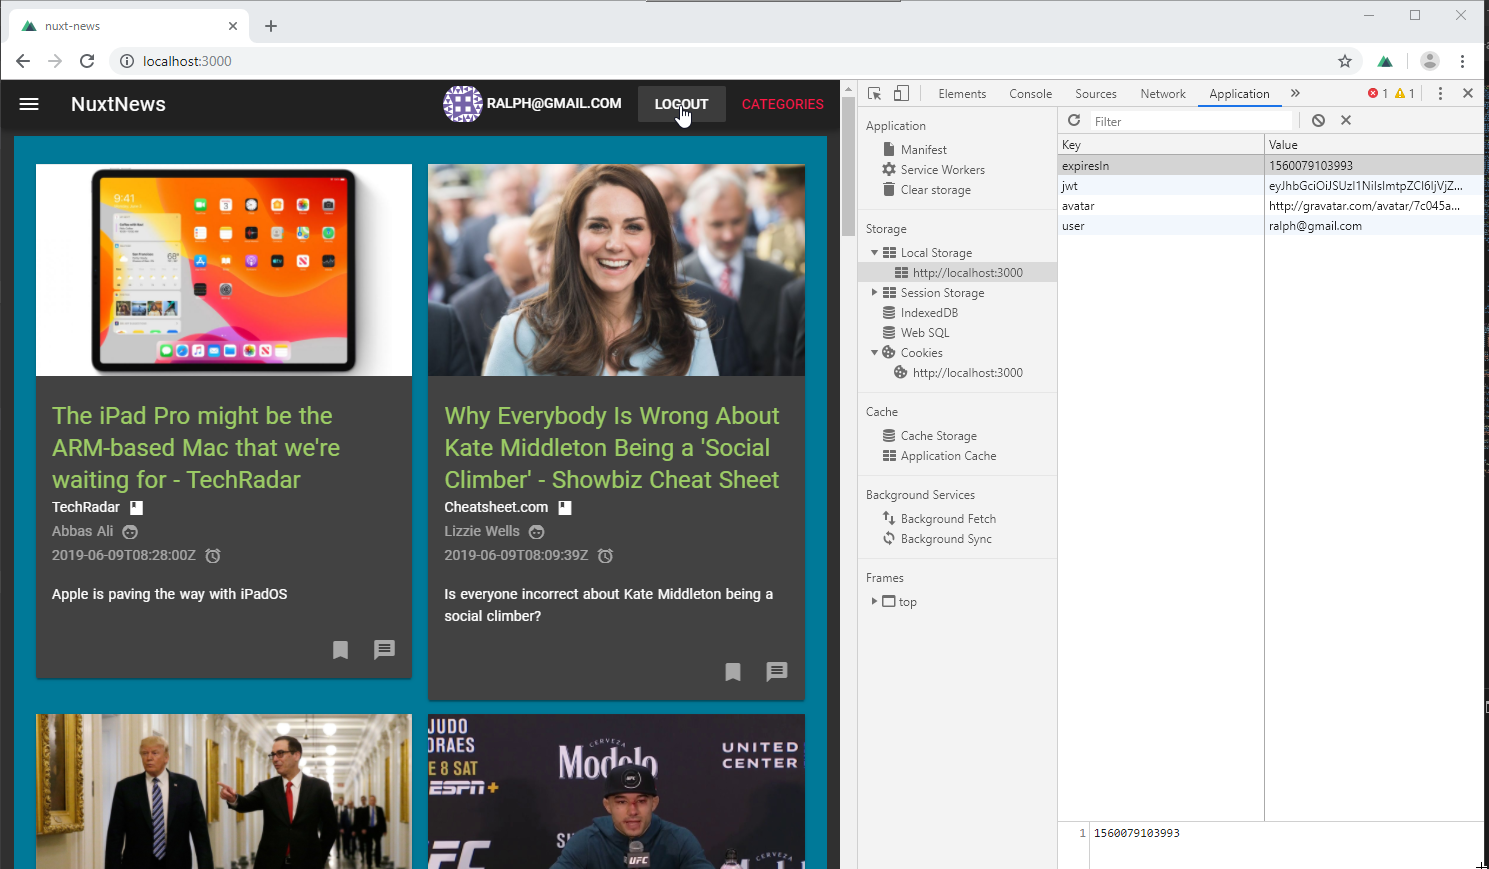 nuxt-news
localhost:3000
NuxtNews
RALPH@GMAIL.COM
LOGOUT
CATEGORIES
9:41
The iPad Pro might be the
ARM-based Mac that we're
waiting for - TechRadar
TechRadar
Abbas Ali
2019-06-09T08:28:00Z
Apple is paving the way with iPadOS
Why Everybody Is Wrong About
Kate Middleton Being a 'Social
Climber' - Showbiz Cheat Sheet
Cheatsheet.com
Lizzie Wells
2019-06-09T08:09:39Z
Is everyone incorrect about Kate Middleton being a
social climber?
JUDO
ORAES
E 8 SAT
ESPN+
CERVEZA
Modelo
UNITED
CENTER
UFC
UFC
CERVEZA
Elements
Console
Sources
Network
Application
1
1
Application
Manifest
Service Workers
Clear storage
Storage
Local Storage
http://localhost:3000
Session Storage
IndexedDB
Web SQL
Cookies
http://localhost:3000
Cache
Cache Storage
Application Cache
Background Services
Background Fetch
Background Sync
Frames
top
Filter
Key Value
expiresIn 1560079103993
jwt eyJhbGciOiJSUzI1NiIsImtpZCI6IjVjZ...
avatar http://gravatar.com/avatar/7c045a...
user ralph@gmail.com
1 1560079103993